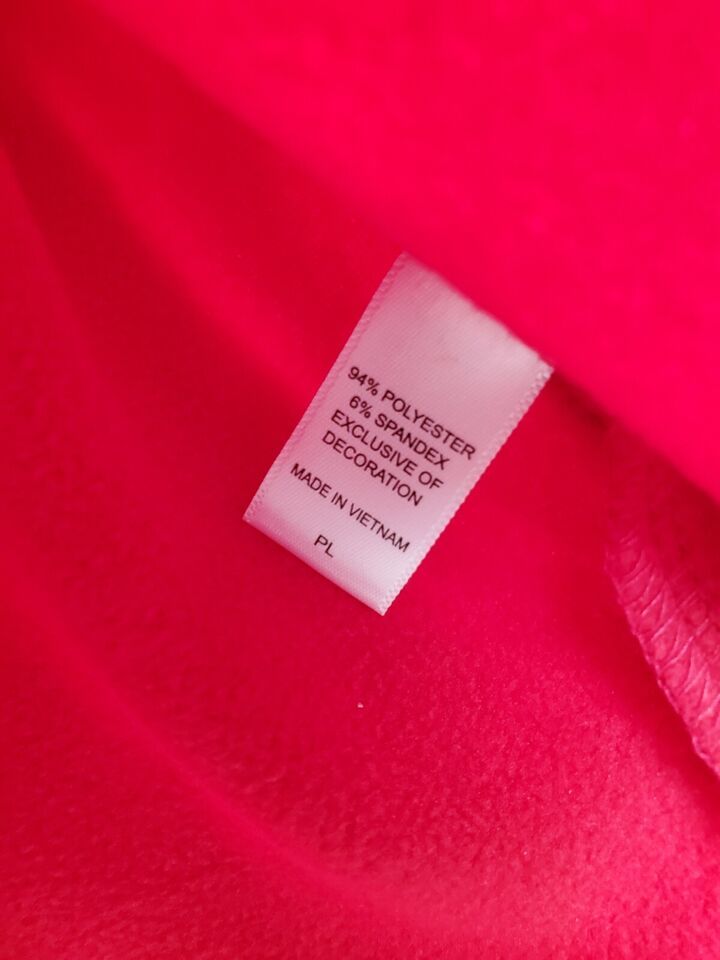 94% POLYESTER
6% SPANDEX
EXCLUSIVE OF
DECORATION
MADE IN VIETNAM
PL